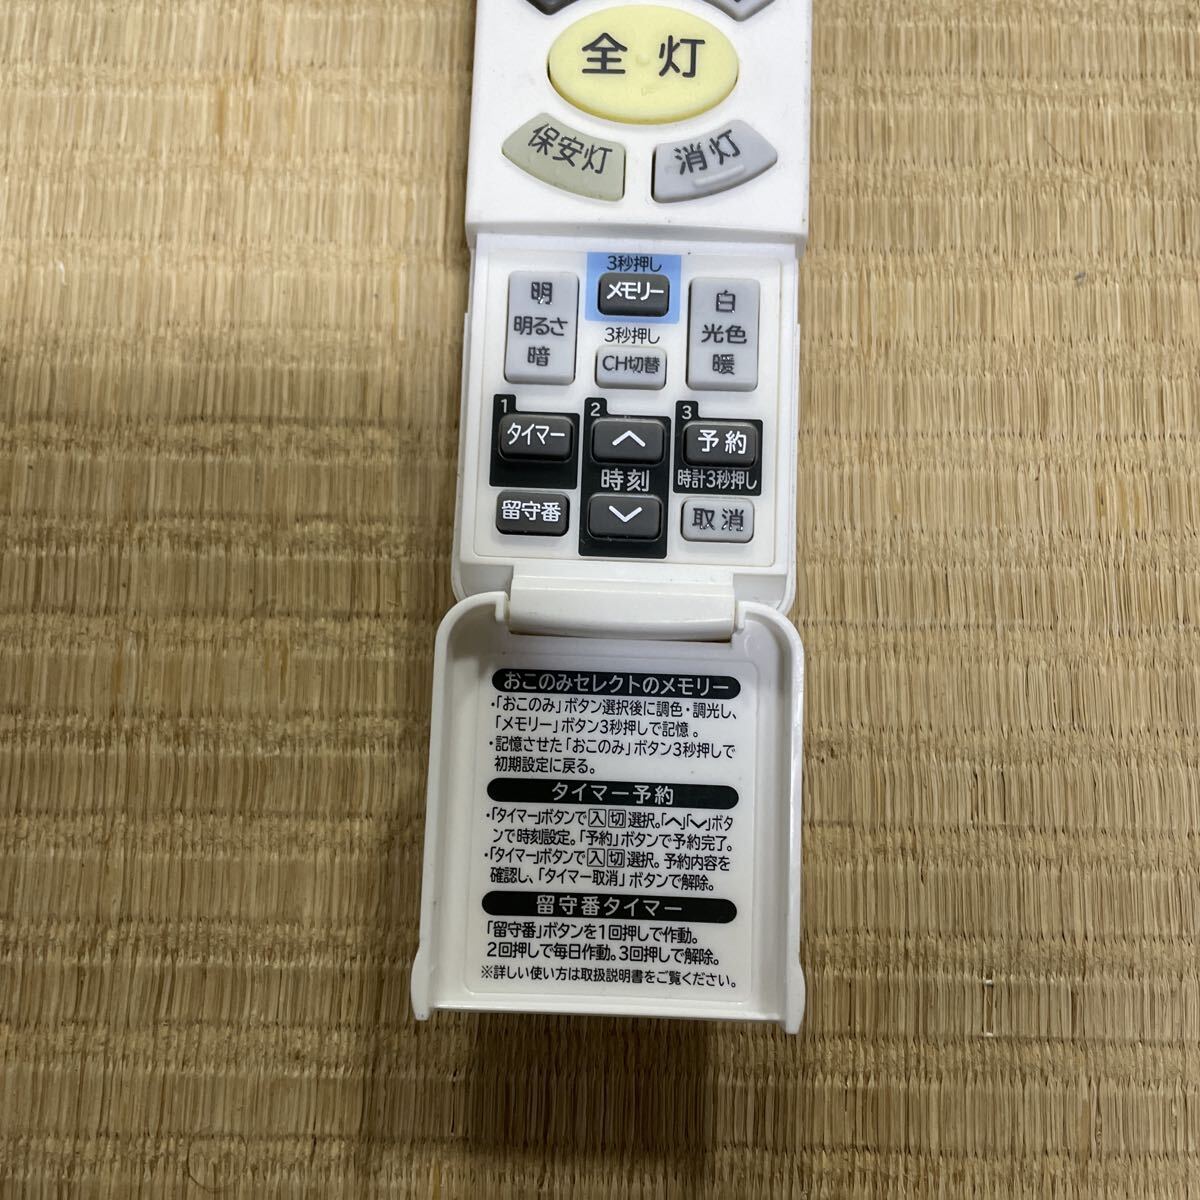 全灯
保安灯
消灯
3秒押し
メモリー
明
明るさ
暗
3秒押し
CH切替
白
光色
暖
1
タイマー
2
時刻
3
予約
時計3秒押し
留守番
取消
おこのみセレクトのメモリー
・「おこのみ」ボタン選択後に調色・調光し、
「メモリー」ボタン3秒押しで記憶。
・記憶させた「おこのみ」ボタン3秒押しで
初期設定に戻る。
タイマー予約
・「タイマー」ボタンで入切選択。「へ」「﹀」ボタ
ンで時刻設定。「予約」ボタンで予約完了。
・「タイマー」ボタンで入切選択。予約内容を
確認し、「タイマー取消」ボタンで解除。
留守番タイマー
「留守番」ボタンを1回押しで作動。
2回押しで毎日作動。3回押しで解除。
※詳しい使い方は取扱説明書をご覧ください。